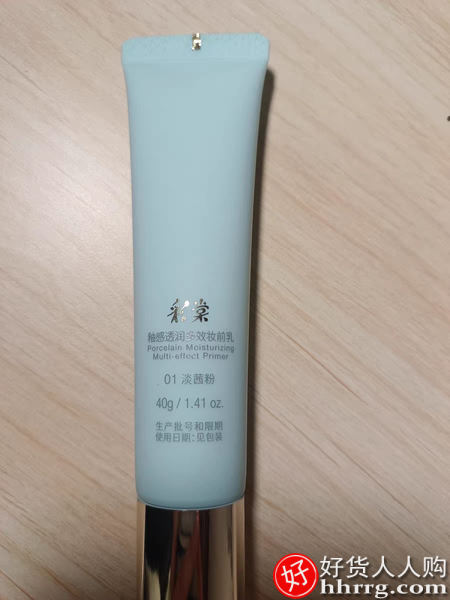 彩棠
釉感透润多效妆前乳
Porcelain Moisturizing
Multi-effect Primer
01 淡茜粉
40g / 1.41 oz.
生产批号和限期
使用日期:见包装
好 好货人人购
hhrrg.com